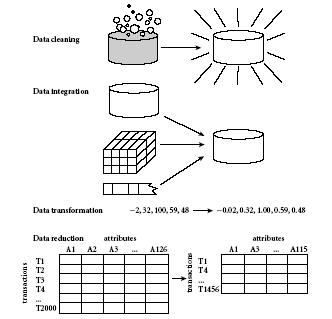 Data cleaning
Data integration
Data transformation −2, 32, 100, 59, 48 −0.02, 0.32, 1.00, 0.59, 0.48
Data reduction attributes attributes
A1 A2 A3 ... A126 A1 A3 ... A115
transactions transactions
T1 T1
T2 T4
T3 ...
T4 T1456
...
T2000